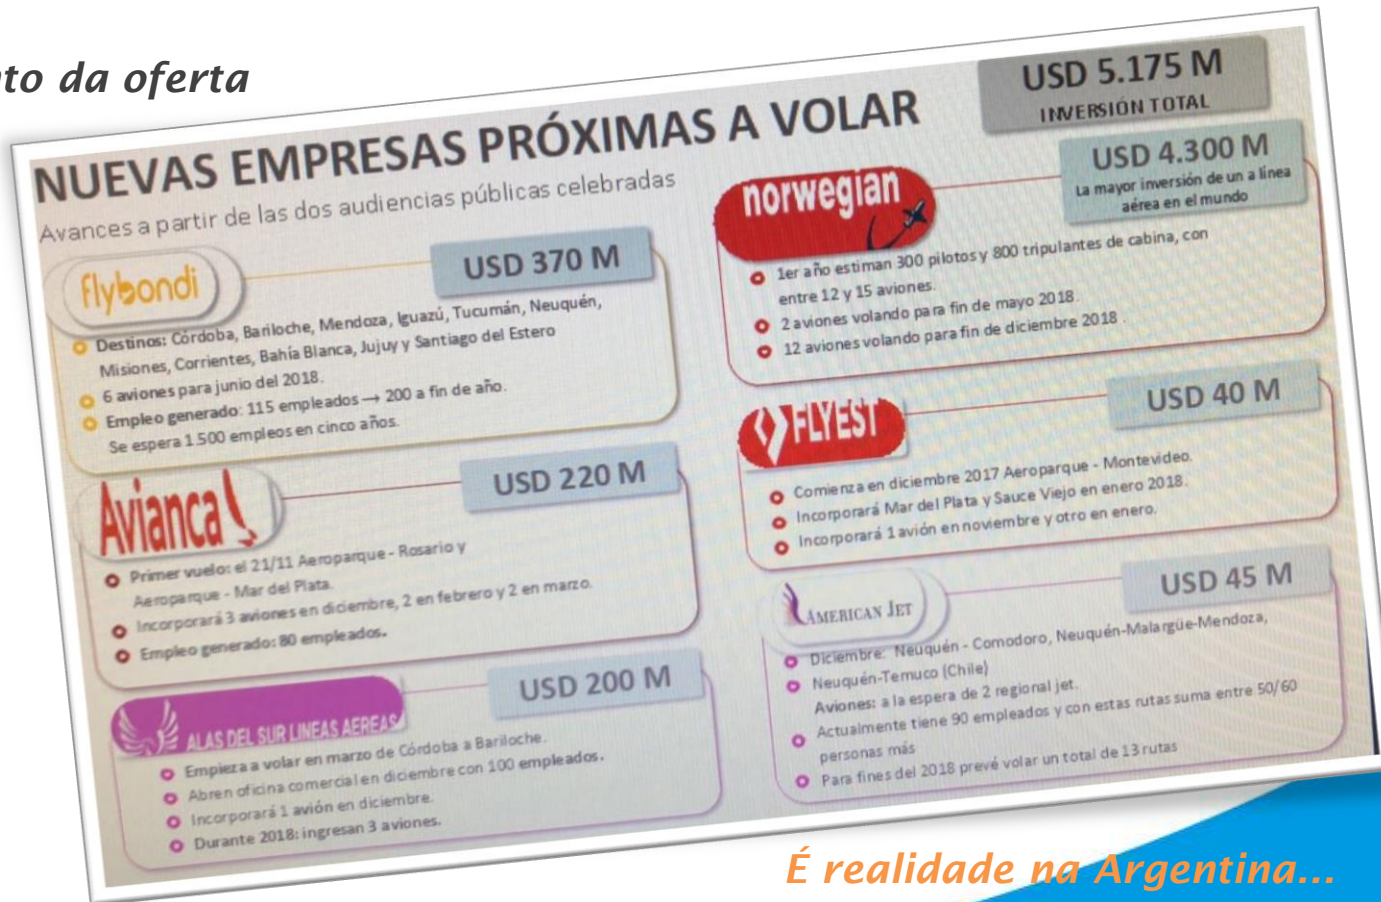 nto da oferta
NUEVAS EMPRESAS PRÓXIMAS A VOLAR
Avances a partir de las dos audiencias públicas celebradas
USD 5.175 M
INVERSIÓN TOTAL
flybondi
USD 370 M
Destinos: Córdoba, Bariloche, Mendoza, Iguazú, Tucumán, Neuquén,
Misiones, Corrientes, Bahía Blanca, Jujuy y Santiago del Estero
6 aviones para junio del 2018.
Empleo generado: 115 empleados → 200 a fin de año.
Se espera 1.500 empleos en cinco años.
Avianca
USD 220 M
Primer vuelo: el 21/11 Aeroparque - Rosario y
Aeroparque - Mar del Plata.
Incorporará 3 aviones en diciembre, 2 en febrero y 2 en marzo.
Empleo generado: 80 empleados.
ALAS DEL SUR LINEAS AEREAS
USD 200 M
Empieza a volar en marzo de Córdoba a Bariloche.
Abren oficina comercial en diciembre con 100 empleados.
Incorporará 1 avión en diciembre.
Durante 2018: ingresan 3 aviones.
norwegian
USD 4.300 M
La mayor inversión de un a línea
aérea en el mundo
1er año estiman 300 pilotos y 800 tripulantes de cabina, con
entre 12 y 15 aviones.
2 aviones volando para fin de mayo 2018.
12 aviones volando para fin de diciembre 2018 .
FLYEST
USD 40 M
Comienza en diciembre 2017 Aeroparque - Montevideo.
Incorporará Mar del Plata y Sauce Viejo en enero 2018.
Incorporará 1 avión en noviembre y otro en enero.
AMERICAN JET
USD 45 M
Diciembre: Neuquén - Comodoro, Neuquén-Malargüe-Mendoza,
Neuquén-Temuco (Chile)
Aviones: a la espera de 2 regional jet.
Actualmente tiene 90 empleados y con estas rutas suma entre 50/60
personas más
Para fines del 2018 prevé volar un total de 13 rutas
É realidade na Argentina...